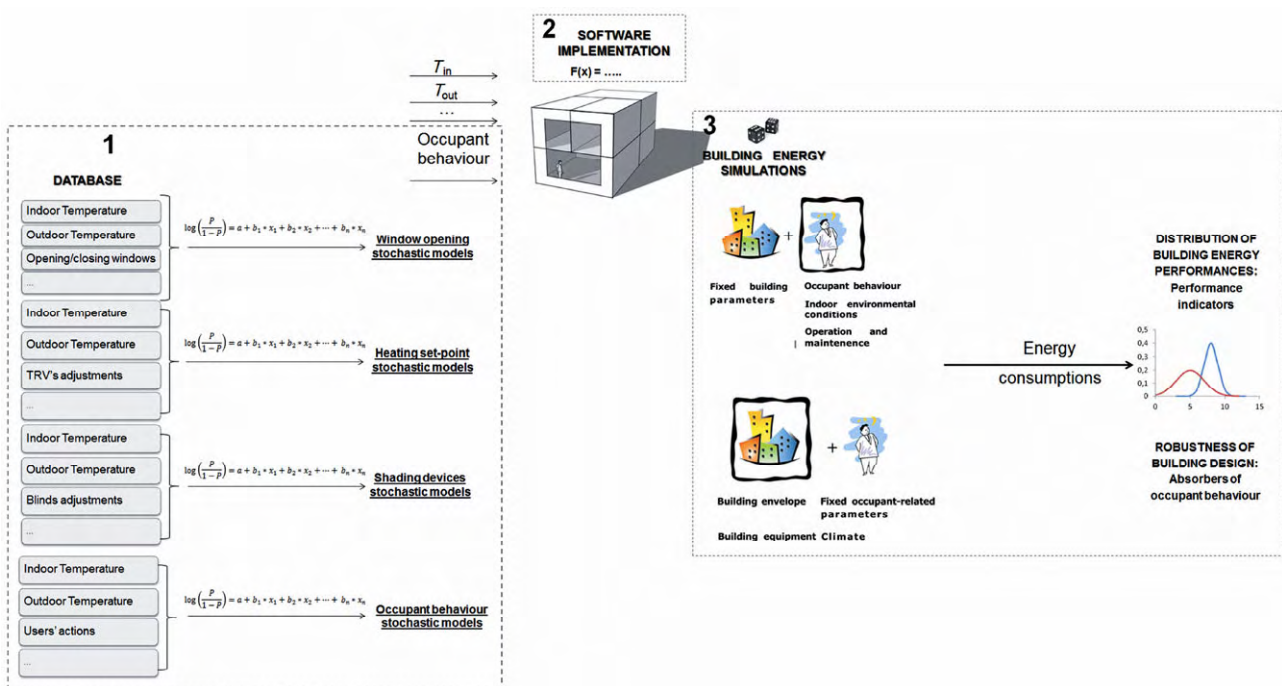 1
DATABASE
Indoor Temperature
Outdoor Temperature
Opening/closing windows
...
log(P/1-P) = a + b₁ * x₁ + b₂ * x₂ + ⋯ + bₙ * xₙ
Window opening
stochastic models
Indoor Temperature
Outdoor Temperature
TRV's adjustments
...
log(P/1-P) = a + b₁ * x₁ + b₂ * x₂ + ⋯ + bₙ * xₙ
Heating set-point
stochastic models
Indoor Temperature
Outdoor Temperature
Blinds adjustments
...
log(P/1-P) = a + b₁ * x₁ + b₂ * x₂ + ⋯ + bₙ * xₙ
Shading devices
stochastic models
Indoor Temperature
Outdoor Temperature
Users' actions
...
log(P/1-P) = a + b₁ * x₁ + b₂ * x₂ + ⋯ + bₙ * xₙ
Occupant behaviour
stochastic models
Tin
Tout
...
Occupant
behaviour
2
SOFTWARE
IMPLEMENTATION
F(x) = .....
3
BUILDING ENERGY
SIMULATIONS
+
Fixed building
parameters
Occupant behaviour
Indoor environmental
conditions
Operation and
maintenence
+
Building envelope
Fixed occupant-related
parameters
Building equipment Climate
Energy
consumptions
DISTRIBUTION OF
BUILDING ENERGY
PERFORMANCES:
Performance
indicators
0,5
0,4
0,3
0,2
0,1
0
0 5 10 15
ROBUSTNESS OF
BUILDING DESIGN:
Absorbers of
occupant behaviour